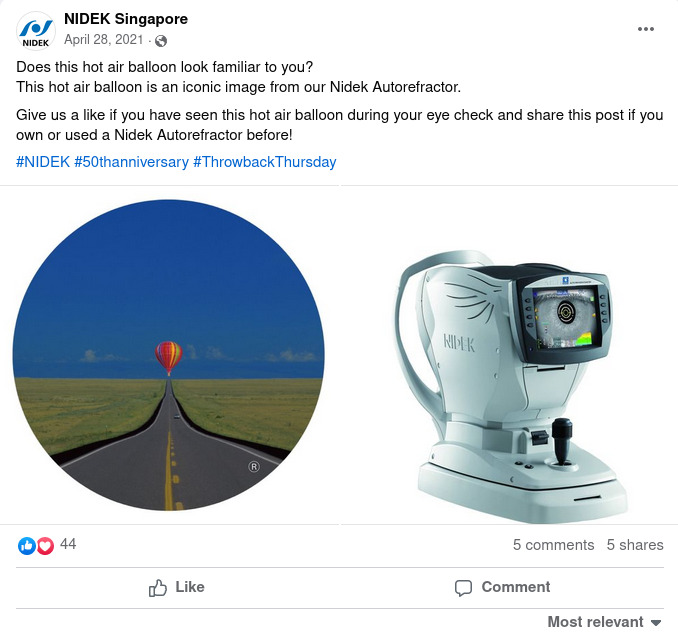 NIDEK Singapore
NIDEK
April 28, 2021 ·
Does this hot air balloon look familiar to you?
This hot air balloon is an iconic image from our Nidek Autorefractor.
Give us a like if you have seen this hot air balloon during your eye check and share this post if you
own or used a Nidek Autorefractor before!
#NIDEK #50thanniversary #ThrowbackThursday
®
NIDEK
44
5 comments 5 shares
Like
Comment
Most relevant